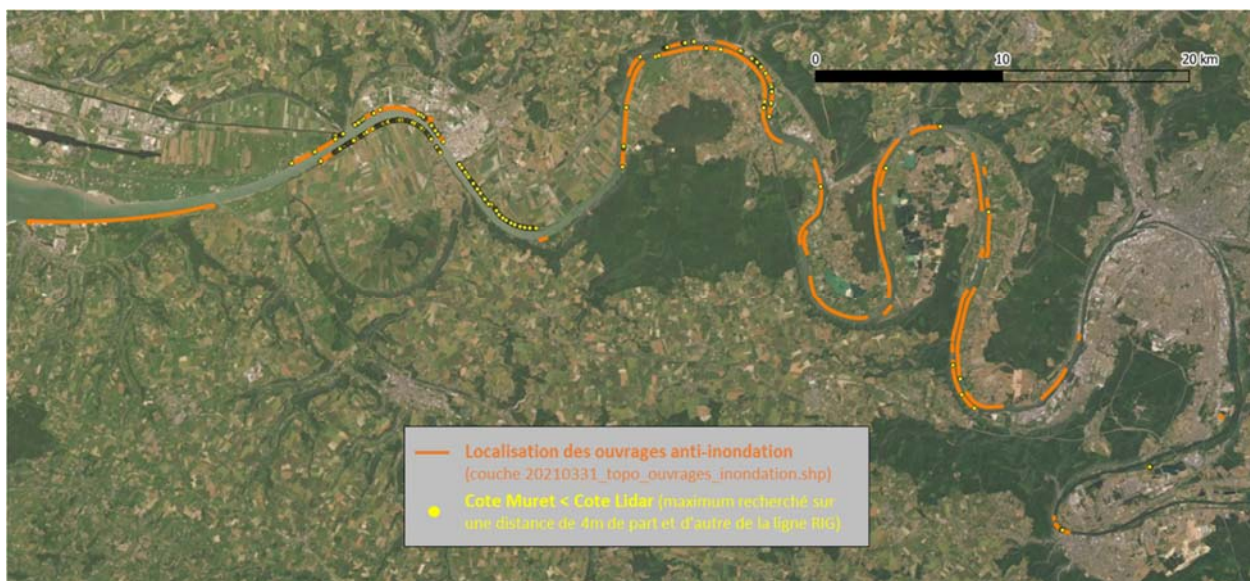 0 10 20 km
Localisation des ouvrages anti-inondation
(couche 20210331_topo_ouvrages_inondation.shp)
Cote Muret < Cote Lidar (maximum recherché sur
une distance de 4m de part et d'autre de la ligne RIG)